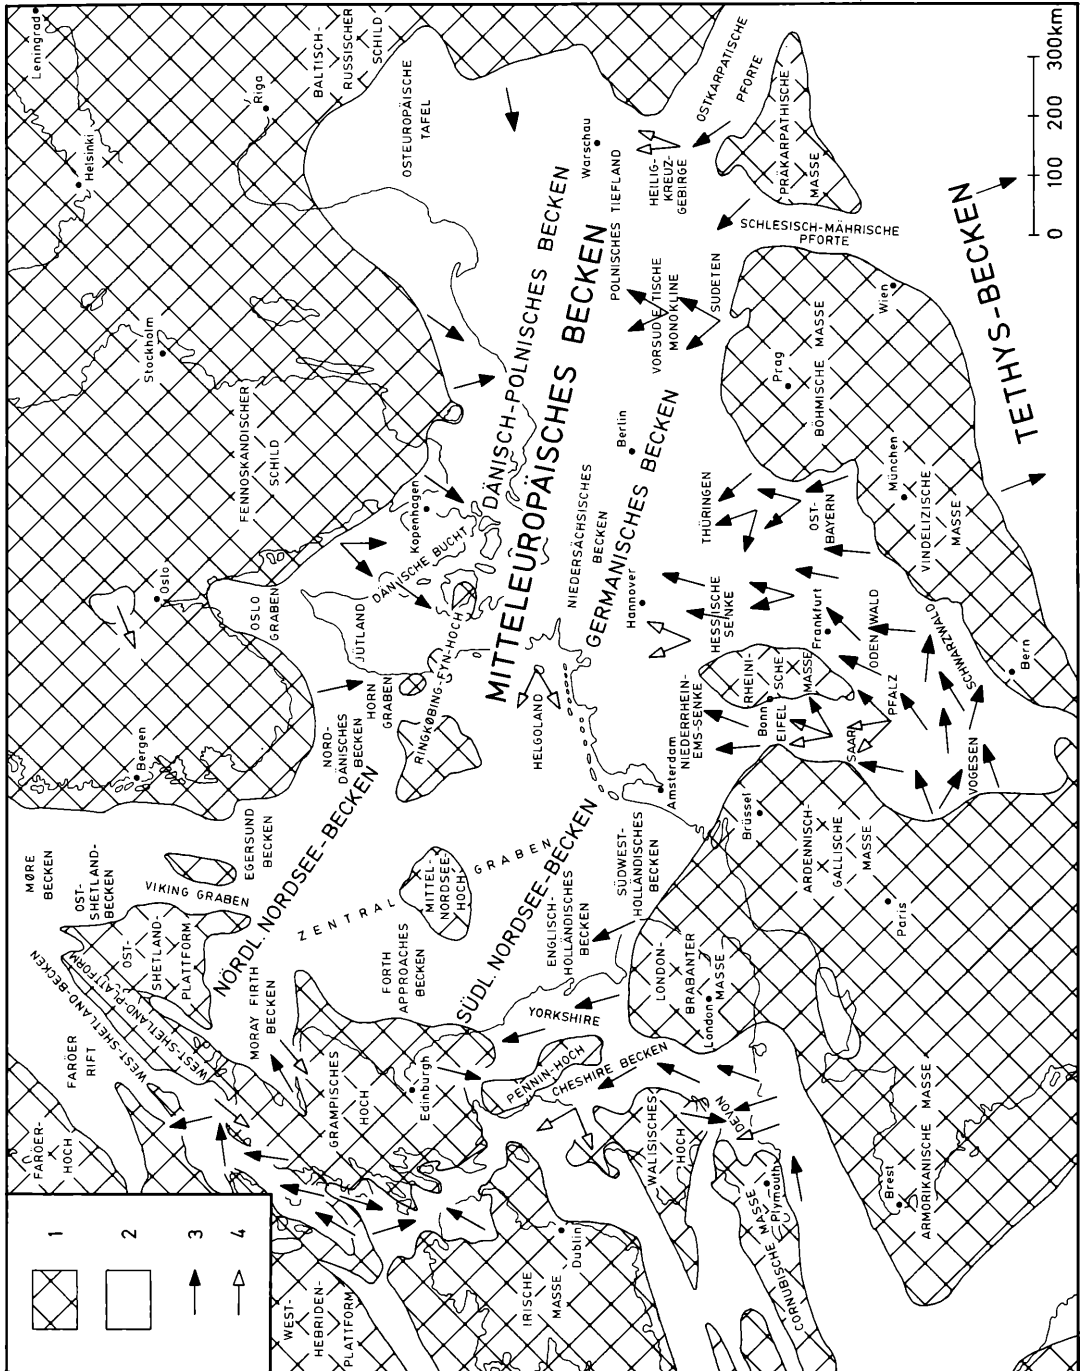 FARÖER-
HOCH
FARÖER
RIFT
WEST-SHETLAND-BECKEN
WEST-SHETLAND-PLATTFORM
OST-
SHETLAND-
PLATTFORM
MØRE
BECKEN
OST-
SHETLAND-
BECKEN
VIKING GRABEN
Bergen
Oslo
OSLO
GRABEN
FENNOSKANDISCHER
SCHILD
Stockholm
Helsinki
Leningrad
Riga
BALTISCH-
RUSSISCHER
SCHILD
OSTEUROPÄISCHE
TAFEL
1
2
3
4
WEST-
HEBRIDEN-
PLATTFORM
MORAY FIRTH
BECKEN
GRAMPISCHES
HOCH
Edinburgh
NÖRDL. NORDSEE-BECKEN
EGERSUND
BECKEN
NORD-
DÄNISCHES
BECKEN
HORN
GRABEN
JÜTLAND
DÄNISCHE BUCHT
Kopenhagen
RINGKØBING-FYN-HOCH
ZENTRAL
GRABEN
MITTEL-
NORDSEE-
HOCH
FORTH
APPROACHES
BECKEN
SÜDL. NORDSEE-BECKEN
HELGOLAND
MITTELEUROPÄISCHES BECKEN
DÄNISCH-POLNISCHES BECKEN
GERMANISCHES BECKEN
NIEDERSÄCHSISCHES
BECKEN
Hannover
Berlin
Warschau
POLNISCHES TIEFLAND
HEILIG-
KREUZ-
GEBIRGE
VORSUDETISCHE
MONOKLINE
SUDETEN
OSTKARPATISCHE
PFORTE
PRÄKARPATHISCHE
MASSE
SCHLESISCH-MÄHRISCHE
PFORTE
IRISCHE
MASSE
Dublin
PENNIN-HOCH
CHESHIRE BECKEN
YORKSHIRE
WALISISCHES
HOCH
DEVON
CORNUBISCHE MASSE
Plymouth
ENGLISCH-
HOLLÄNDISCHES
BECKEN
SÜDWEST-
HOLLÄNDISCHES
BECKEN
LONDON-
BRABANTER
MASSE
London
Amsterdam
NIEDERRHEIN-
EMS-SENKE
Brüssel
ARDENNISCH-
GALLISCHE
MASSE
Paris
Brest
ARMORIKANISCHE MASSE
RHEINI-
SCHE
MASSE
Bonn
EIFEL
SAAR
PFALZ
VOGESEN
HESSISCHE
SENKE
Frankfurt
ODENWALD
SCHWARZWALD
Bern
THÜRINGEN
OST-
BAYERN
München
VINDELIZISCHE
MASSE
Prag
BÖHMISCHE MASSE
Wien
TETHYS-BECKEN
0 100 200 300km